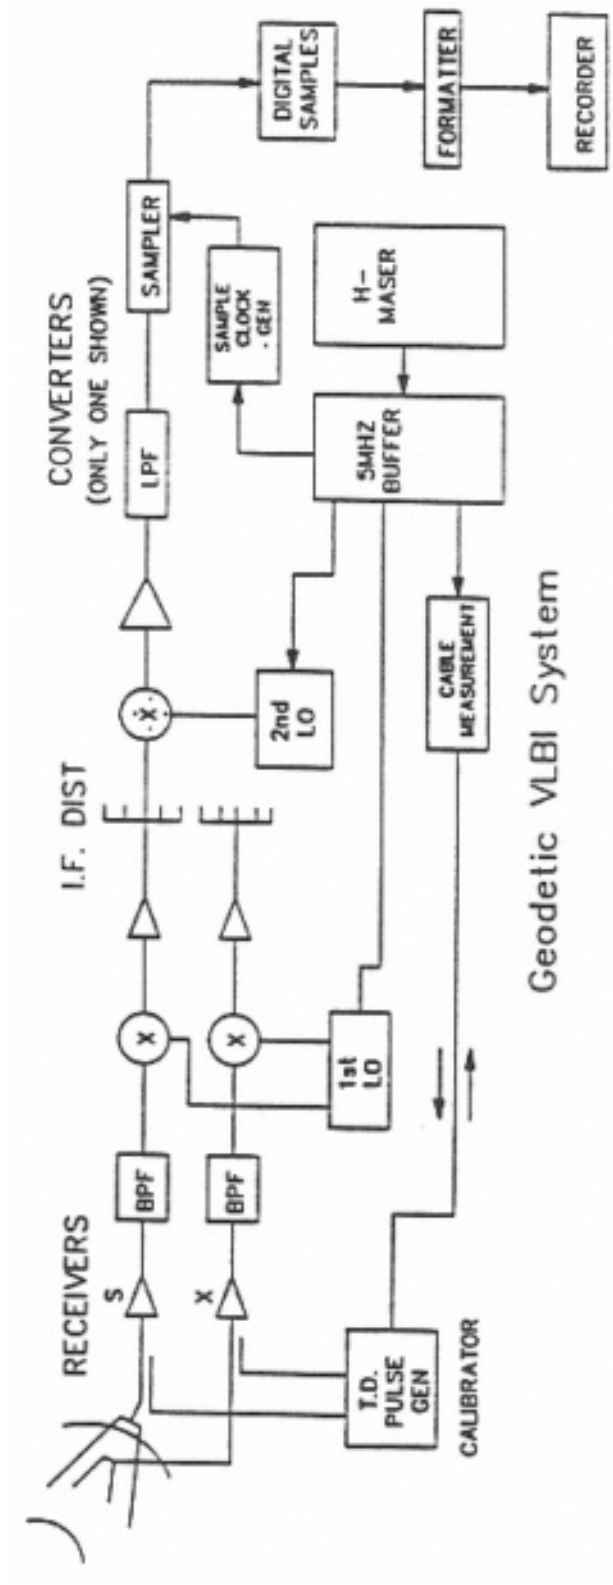 RECEIVERS
I.F. DIST
CONVERTERS
(ONLY ONE SHOWN)
S
BPF
X
LPF
SAMPLER
DIGITAL
SAMPLES
FORMATTER
RECORDER
X
BPF
X
1st
LO
2nd
LO
SAMPLE
CLOCK
GEN
5MHZ
BUFFER
H-
MASER
T.D.
PULSE
GEN
CALIBRATOR
CABLE
MEASUREMENT
X
Geodetic VLBI System